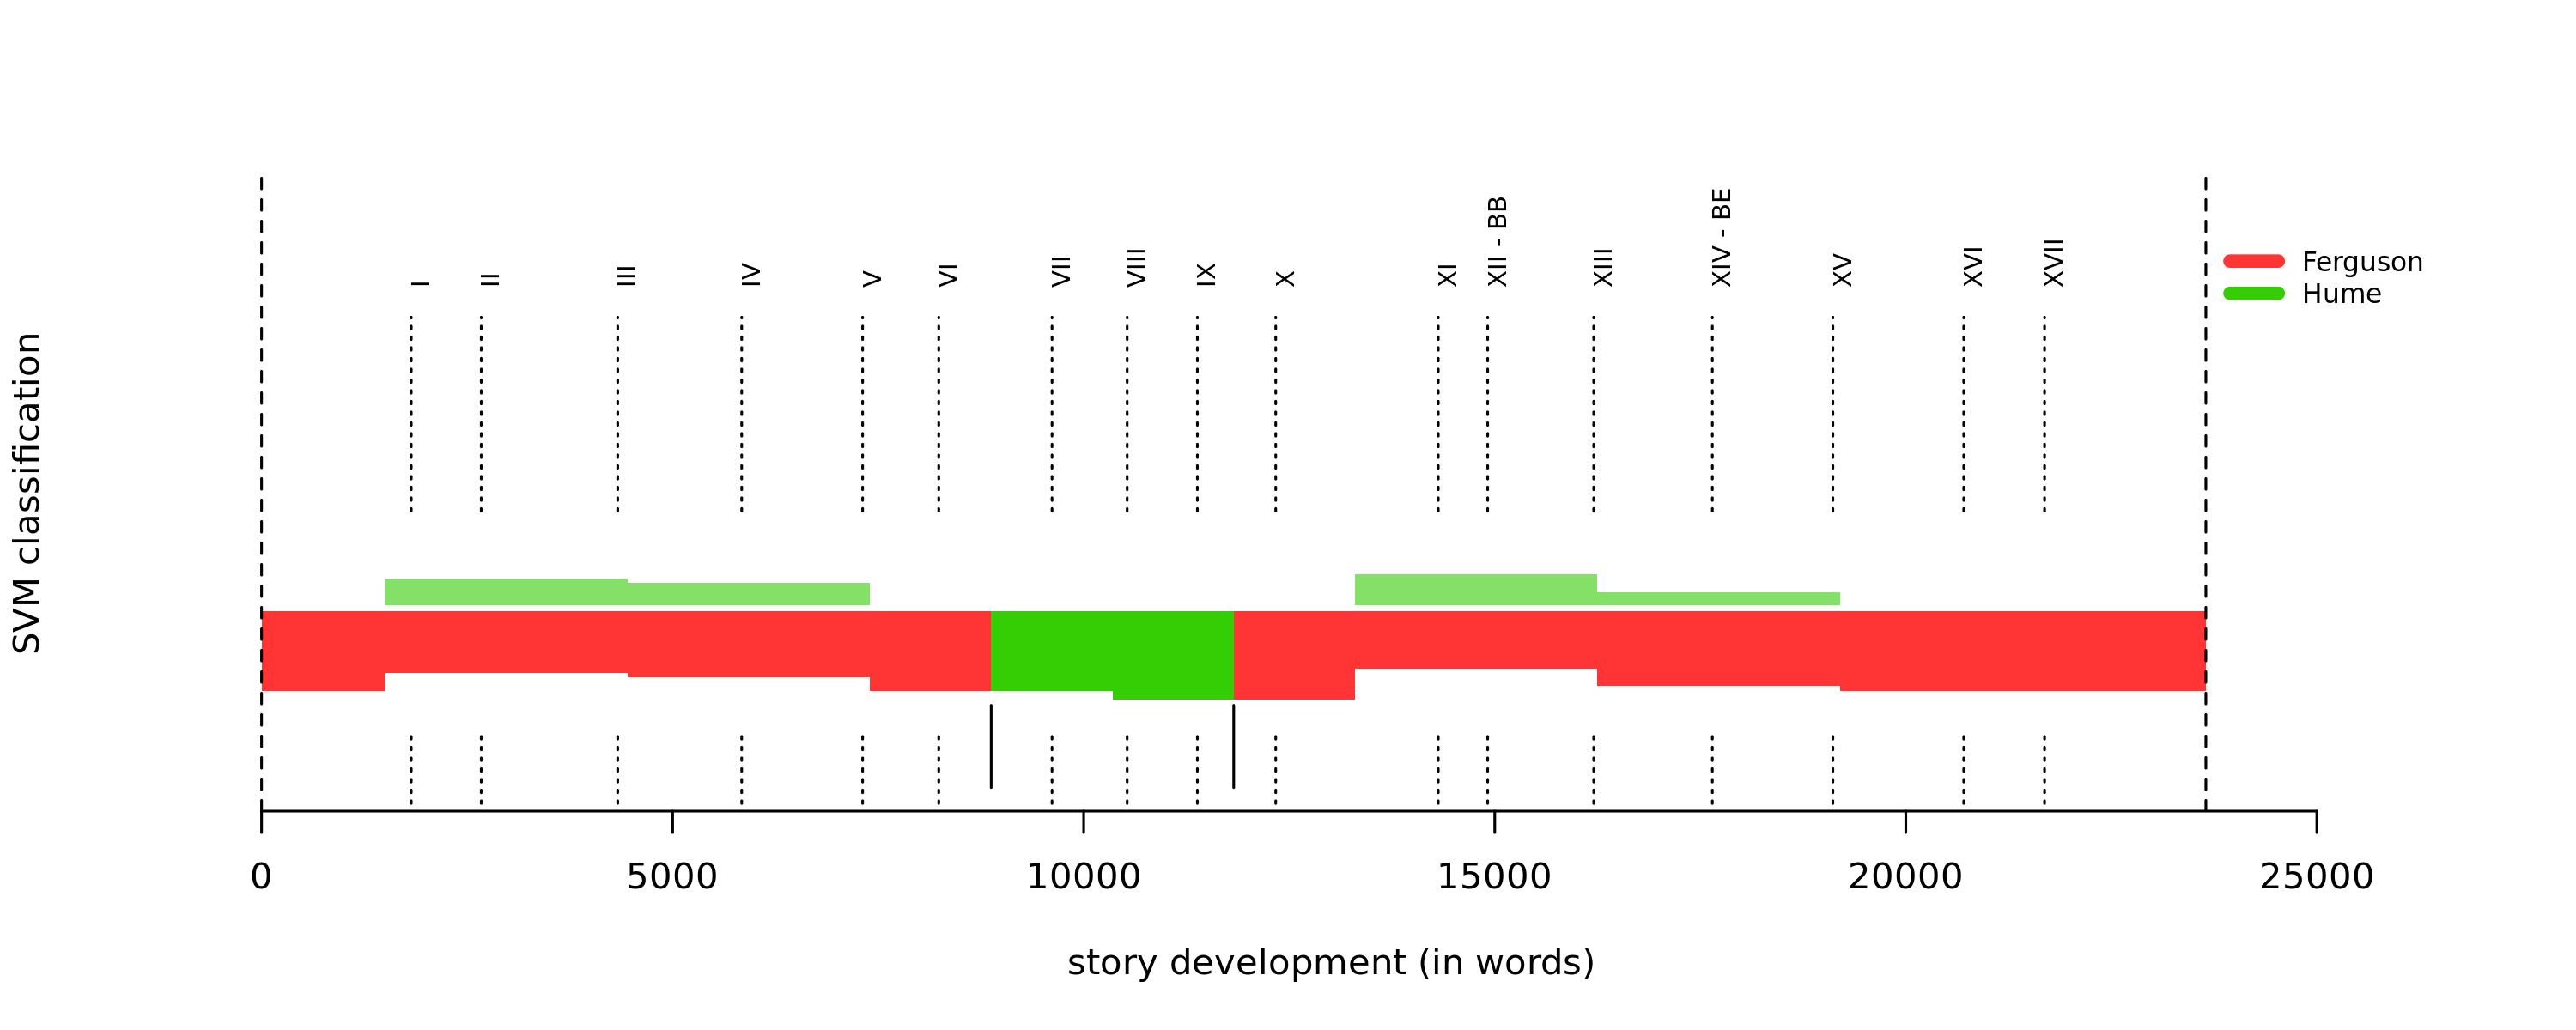 I
II
III
IV
V
VI
VII
VIII
IX
X
XI
XII - BB
XIII
XIV - BE
XV
XVI
XVII
Ferguson
Hume
SVM classification
0 5000 10000 15000 20000 25000
story development (in words)